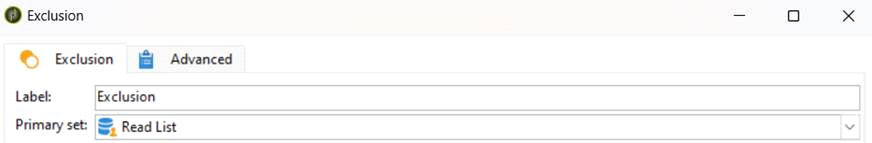 Exclusion
Exclusion Advanced
Label: Exclusion
Primary set: Read List